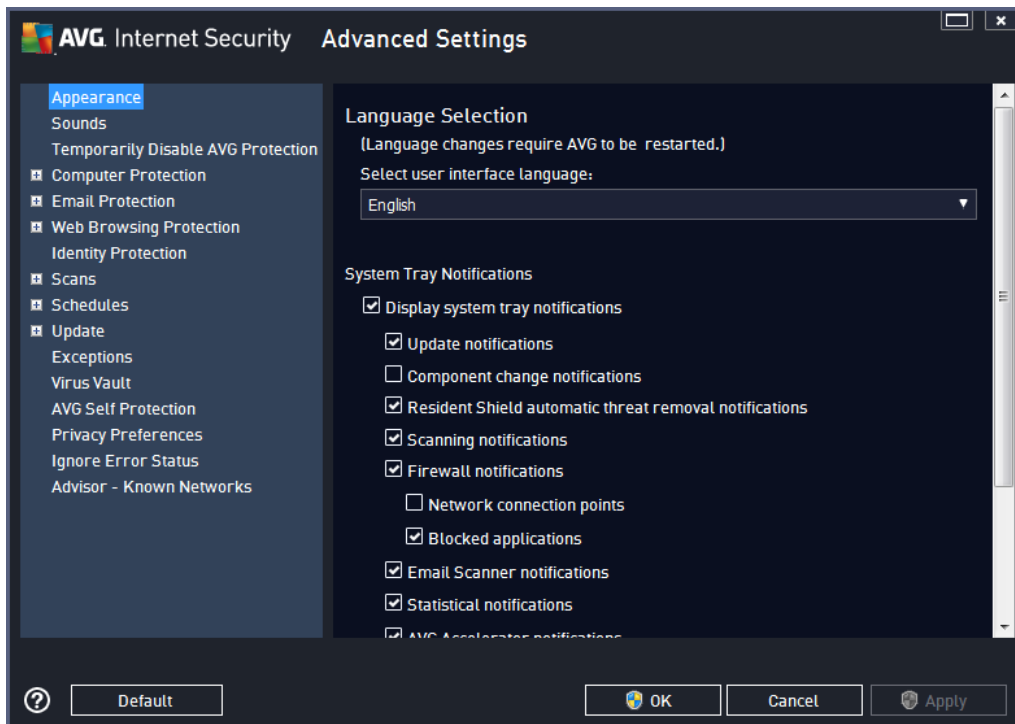 AVG. Internet Security Advanced Settings
Appearance
Sounds
Temporarily Disable AVG Protection
Computer Protection
Email Protection
Web Browsing Protection
Identity Protection
Scans
Schedules
Update
Exceptions
Virus Vault
AVG Self Protection
Privacy Preferences
Ignore Error Status
Advisor - Known Networks
Language Selection
(Language changes require AVG to be restarted.)
Select user interface language:
English
System Tray Notifications
Display system tray notifications
Update notifications
Component change notifications
Resident Shield automatic threat removal notifications
Scanning notifications
Firewall notifications
Network connection points
Blocked applications
Email Scanner notifications
Statistical notifications
AVG Accelerator notifications
Default
OK
Cancel
Apply